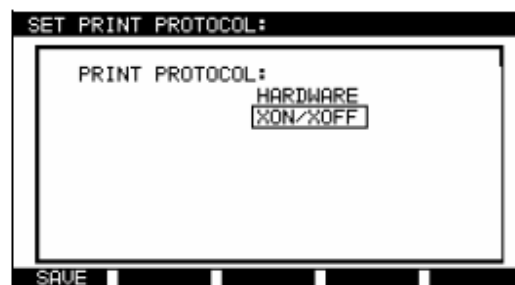 SET PRINT PROTOCOL:
PRINT PROTOCOL:
HARDWARE
XON/XOFF
SAVE